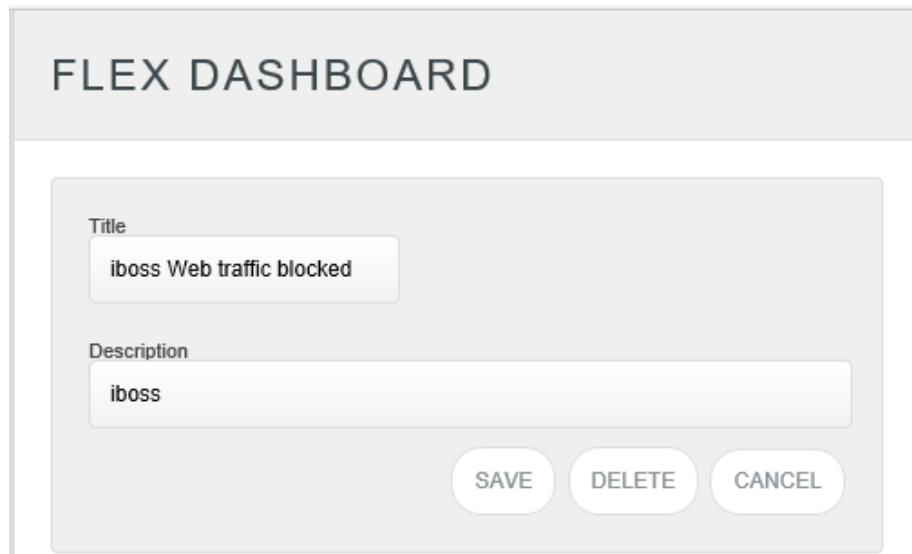 FLEX DASHBOARD
Title
iboss Web traffic blocked
Description
iboss
SAVE DELETE CANCEL